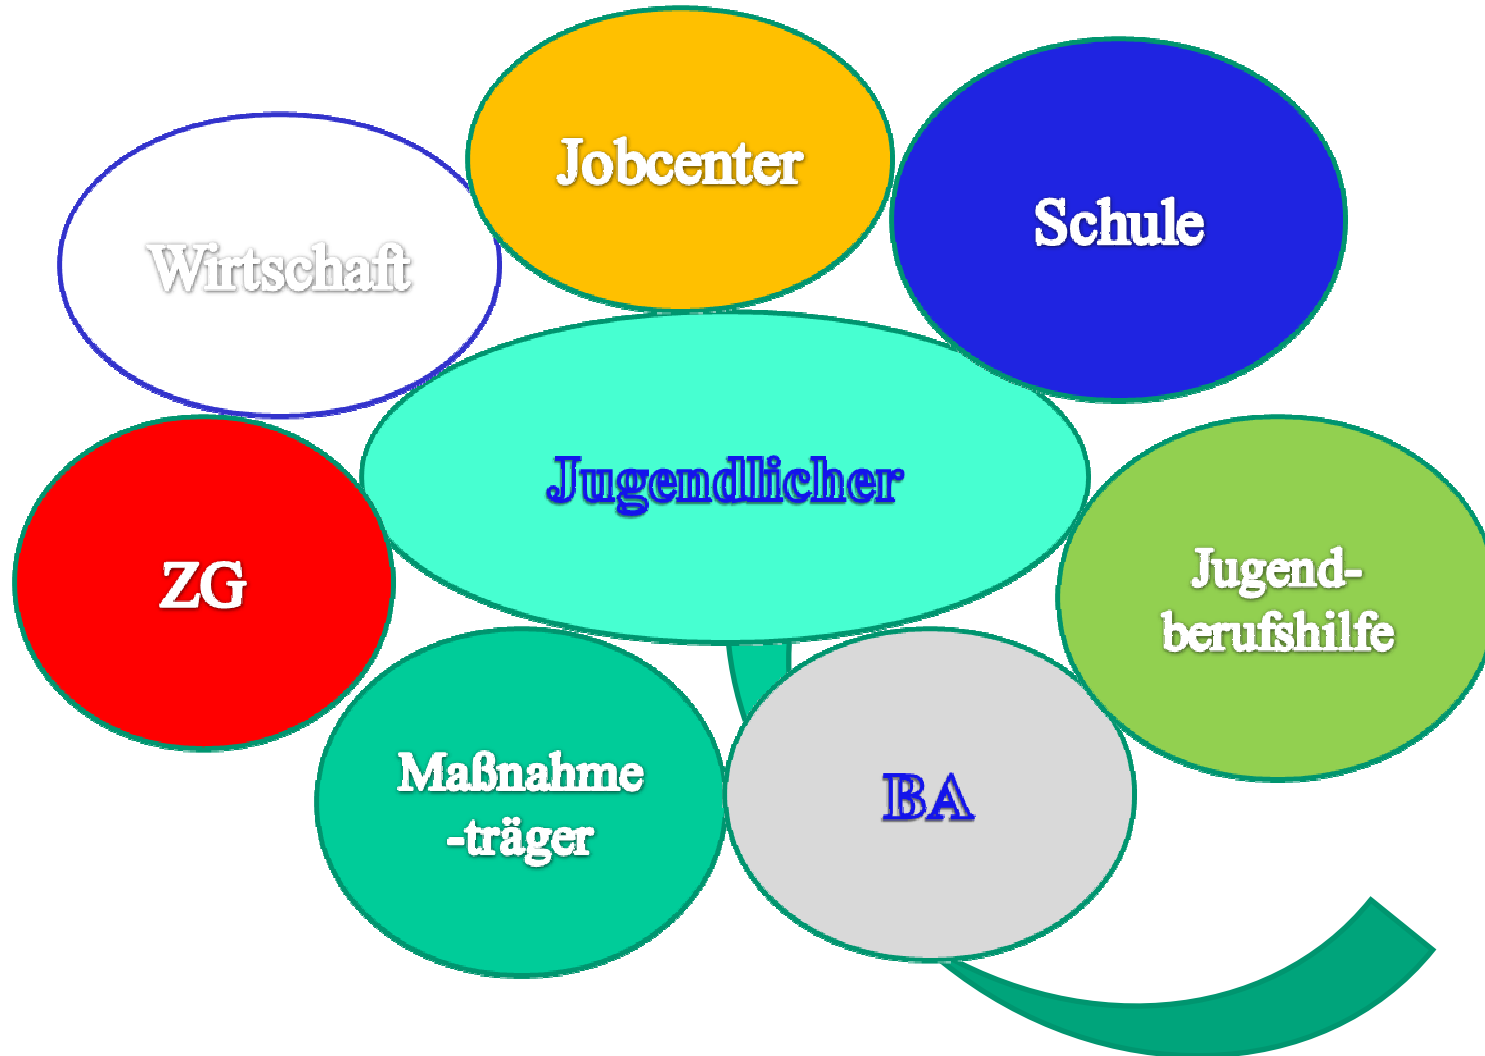 Jobcenter
Schule
Wirtschaft
Jugendlicher
ZG
Jugend-
berufshilfe
Maßnahme
-träger
BA